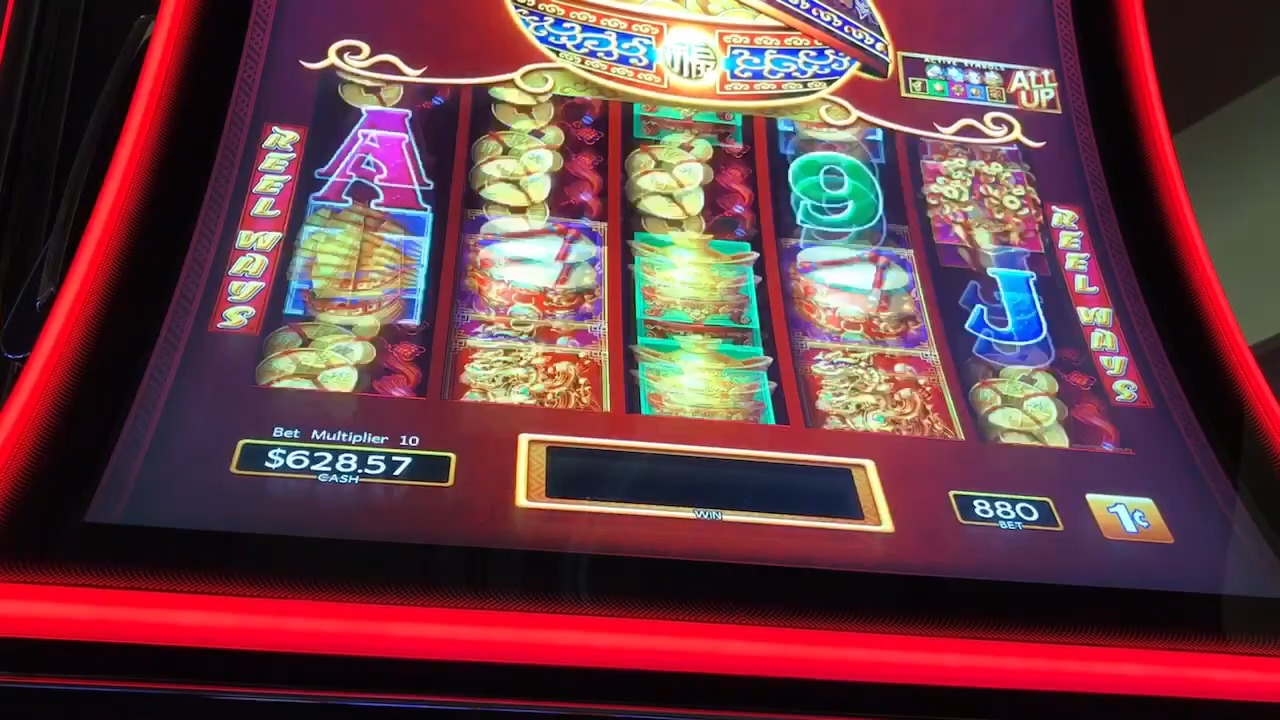 福
ACTIVE SYMBOLS
ALL
UP
REEL WAYS
A
9
J
REEL WAYS
Bet Multiplier 10
$628.57
CASH
WIN
880
BET
1¢